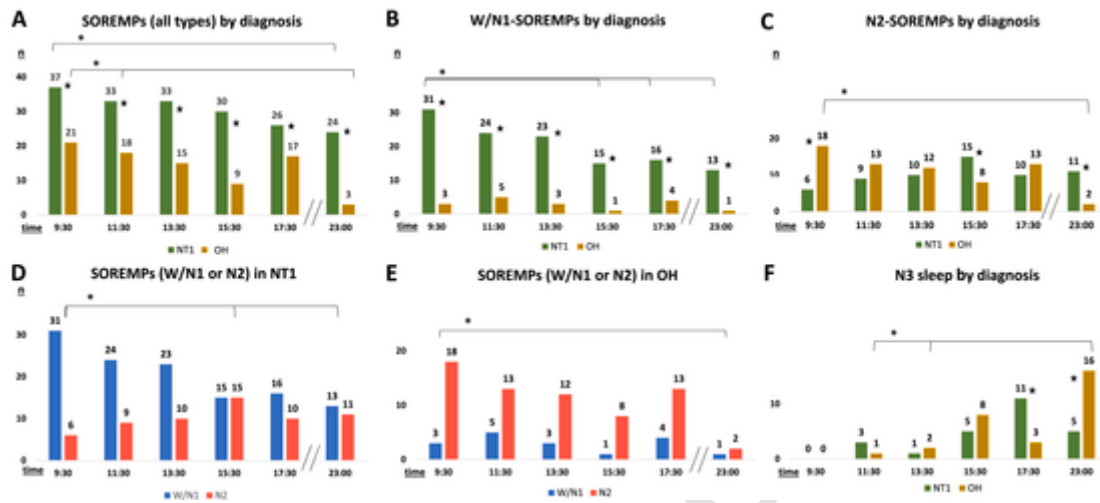 A
SOREMPs (all types) by diagnosis
n
*
*
40
30
20
10
0
37 * 33 * 33 * 30 * 26 * 24 *
21 18 15 9 17 3
time 9:30 11:30 13:30 15:30 17:30 // 23:00
NT1 OH
B
W/N1-SOREMPs by diagnosis
n
*
30
20
10
0
31 * 24 * 23 * 15 * 16 * 13 *
3 5 3 1 4 1
time 9:30 11:30 13:30 15:30 17:30 // 23:00
NT1 OH
C
N2-SOREMPs by diagnosis
n
*
20
10
0
* 18 13 12 15 * 13 11 *
6 9 10 8 10 2
time 9:30 11:30 13:30 15:30 17:30 // 23:00
NT1 OH
D
SOREMPs (W/N1 or N2) in NT1
n
*
30
20
10
0
31 24 23 15 15 16 13 11
6 9 10 10
time 9:30 11:30 13:30 15:30 17:30 // 23:00
W/N1 N2
E
SOREMPs (W/N1 or N2) in OH
*
20
10
0
18 13 12 8 13
3 5 3 1 4 1 2
time 9:30 11:30 13:30 15:30 17:30 // 23:00
W/N1 N2
F
N3 sleep by diagnosis
*
10
0
0 0 3 1 1 2 5 8 11 * 3 * 5 16
time 9:30 11:30 13:30 15:30 17:30 23:00
NT1 OH